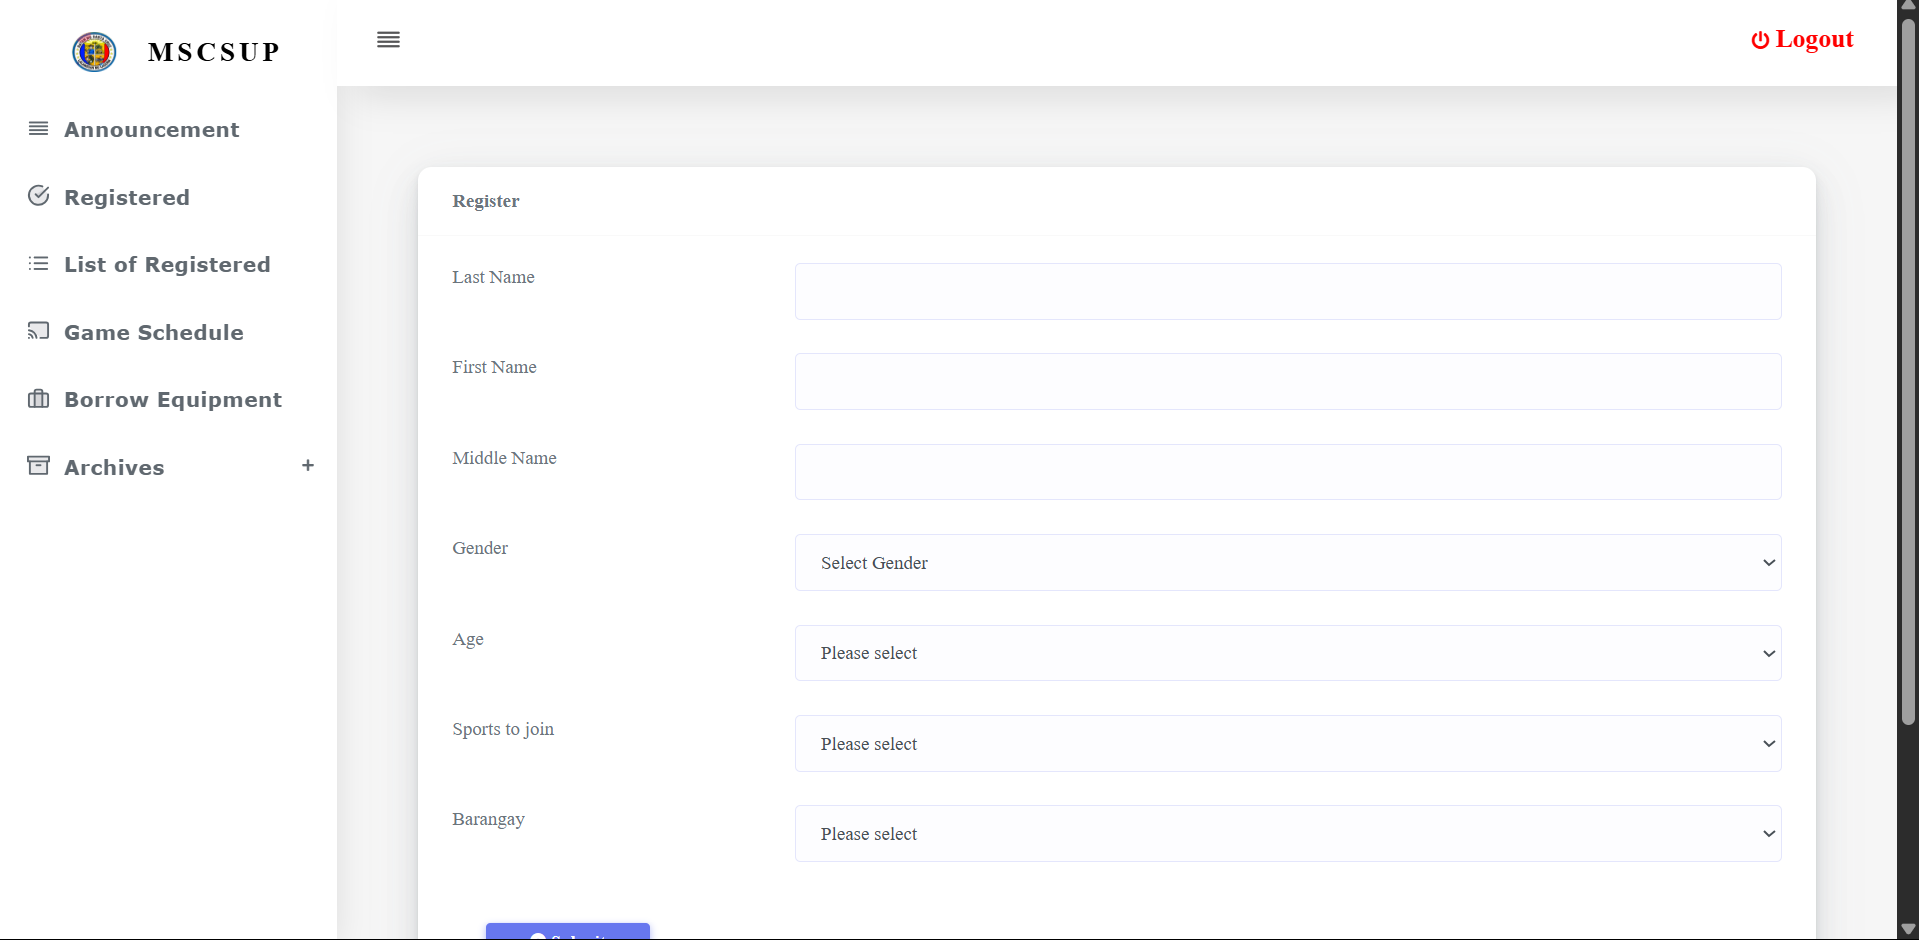 MSCSUP
Logout
Announcement
Registered
List of Registered
Game Schedule
Borrow Equipment
Archives +
Register
Last Name
First Name
Middle Name
Gender
Select Gender
Age
Please select
Sports to join
Please select
Barangay
Please select
Submit